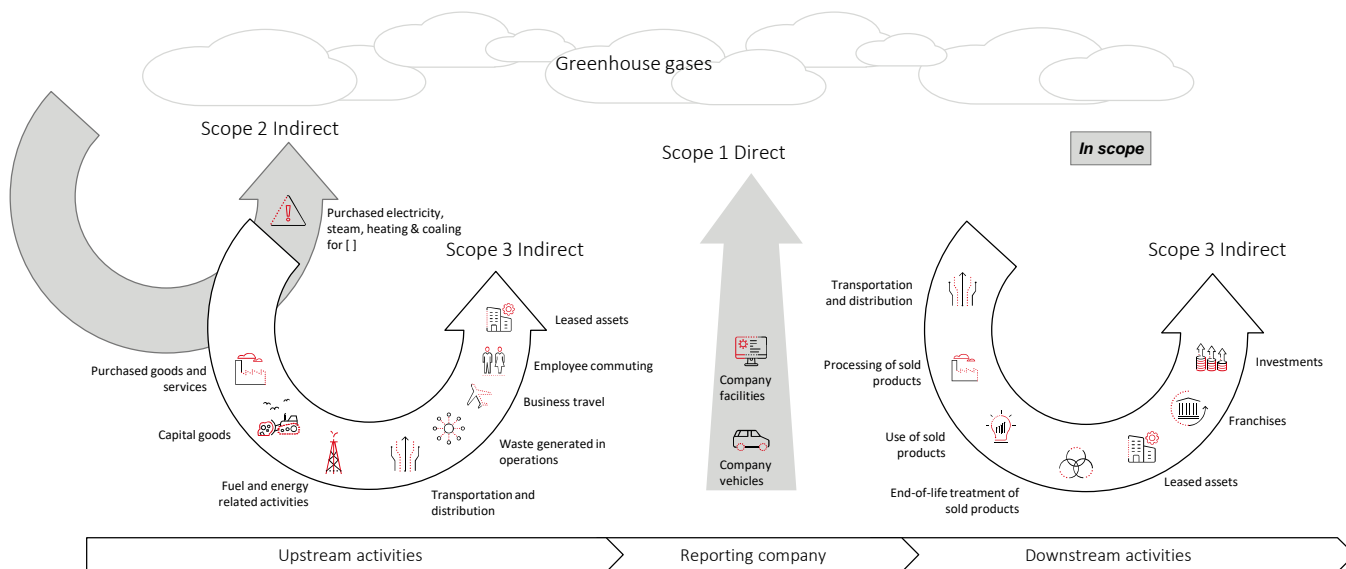 Greenhouse gases
Scope 2 Indirect
Scope 1 Direct
In scope
Purchased electricity,
steam, heating & coaling
for [ ]
Scope 3 Indirect
Leased assets
Employee commuting
Business travel
Waste generated in
operations
Transportation and
distribution
Fuel and energy
related activities
Capital goods
Purchased goods and
services
Company
facilities
Company
vehicles
Scope 3 Indirect
Transportation
and distribution
Processing of sold
products
Use of sold
products
End-of-life treatment of
sold products
Leased assets
Franchises
Investments
Upstream activities
Reporting company
Downstream activities